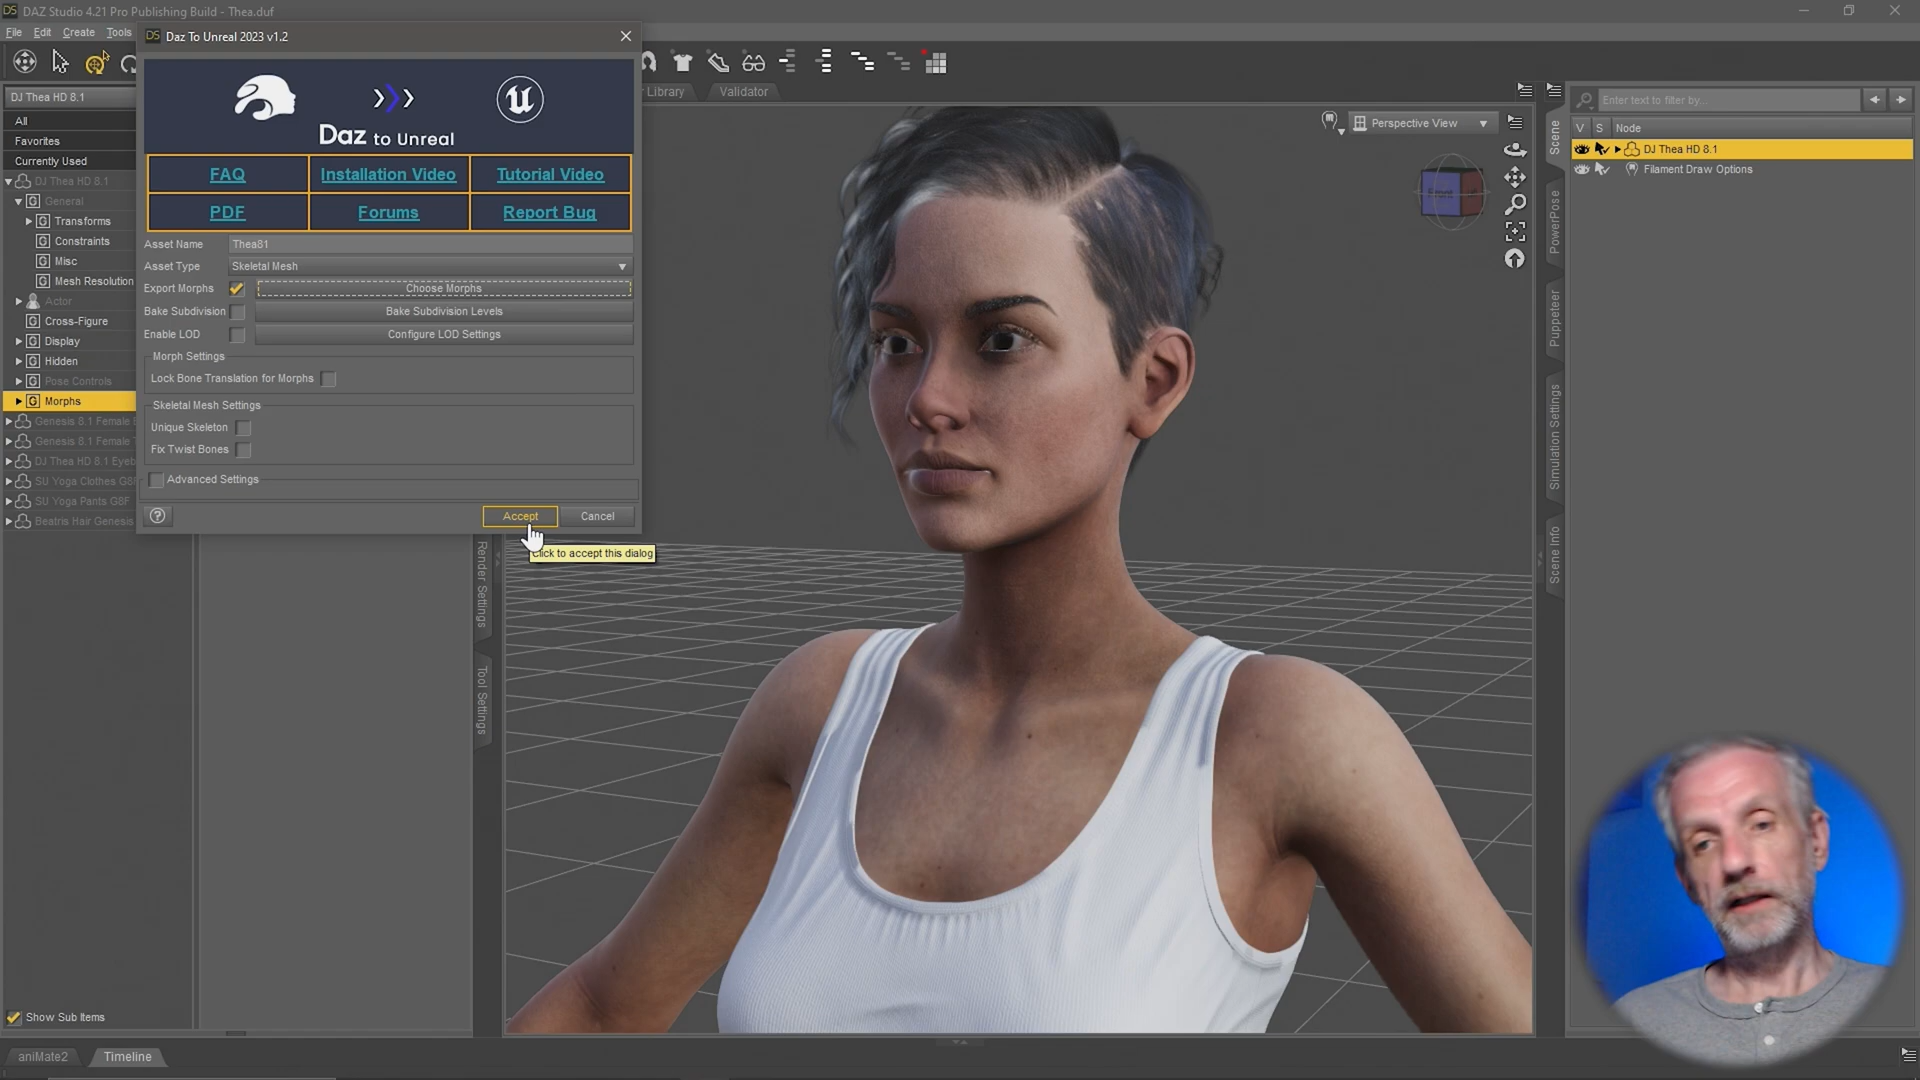 DAZ Studio 4.21 Pro Publishing Build - Thea.duf
File Edit Create Tools
Daz To Unreal 2023 v1.2
Library
Validator
DJ Thea HD 8.1
All
Favorites
Currently Used
DJ Thea HD 8.1
General
Transforms
Constraints
Misc
Mesh Resolution
Actor
Cross-Figure
Display
Hidden
Pose Controls
Morphs
Genesis 8.1 Female
Genesis 8.1 Female
DJ Thea HD 8.1 Eyeb
SU Yoga Clothes G8F
SU Yoga Pants G8F
Beatris Hair Genesis
Show Sub Items
aniMate2
Timeline
Daz to Unreal
FAQ
Installation Video
Tutorial Video
PDF
Forums
Report Bug
Asset Name
Thea81
Asset Type
Skeletal Mesh
Export Morphs
Choose Morphs
Bake Subdivision
Bake Subdivision Levels
Enable LOD
Configure LOD Settings
Morph Settings
Lock Bone Translation for Morphs
Skeletal Mesh Settings
Unique Skeleton
Fix Twist Bones
Advanced Settings
Accept
Cancel
Click to accept this dialog
Render Settings
Tool Settings
Perspective View
Scene
PowerPose
Puppeteer
Simulation Settings
Scene Info
Enter text to filter by...
V S Node
DJ Thea HD 8.1
Filament Draw Options